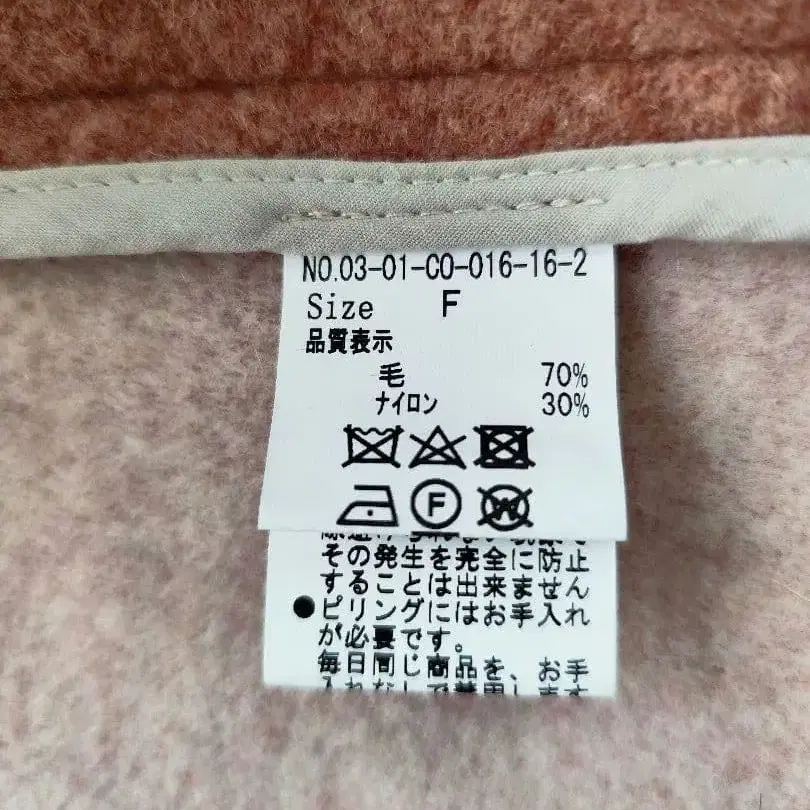 NO.03-01-CO-016-16-2
Size F
品質表示
毛 70%
ナイロン 30%
F
W
その発生を完全に防止
することは出来ません
●ピリングにはお手入れ
が必要です。
毎日同じ商品を、お手